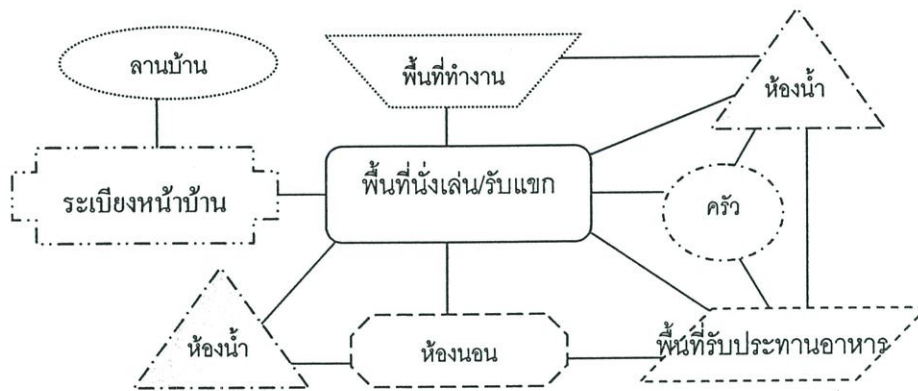 ลานบ้าน
พื้นที่ทำงาน
ห้องน้ำ
ระเบียงหน้าบ้าน
พื้นที่นั่งเล่น/รับแขก
ครัว
ห้องน้ำ
ห้องนอน
พื้นที่รับประทานอาหาร